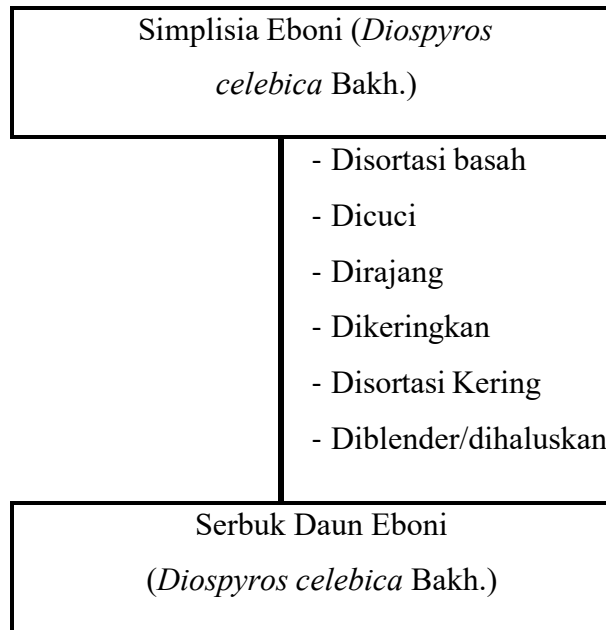 Simplisia Eboni (Diospyros
celebica Bakh.)
- Disortasi basah
- Dicuci
- Dirajang
- Dikeringkan
- Disortasi Kering
- Diblender/dihaluskan
Serbuk Daun Eboni
(Diospyros celebica Bakh.)